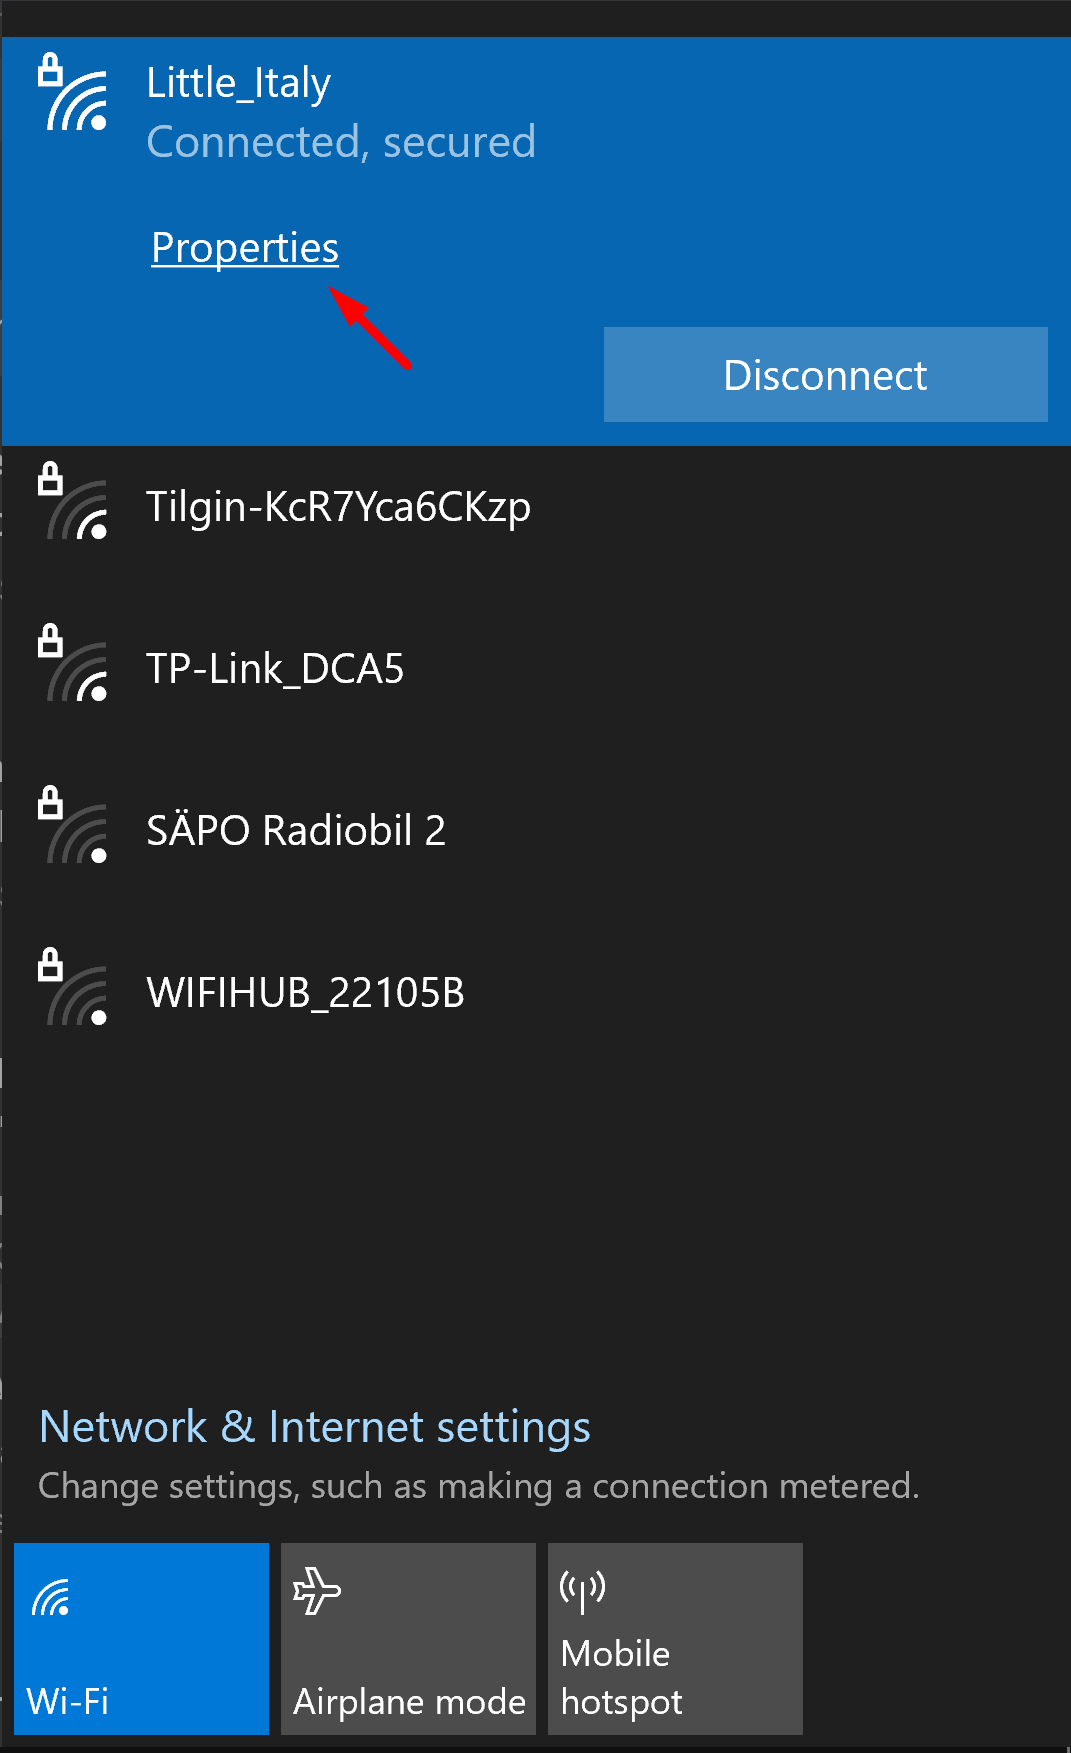 Little_Italy
Connected, secured
Properties
Disconnect
Tilgin-KcR7Yca6CKzp
TP-Link_DCA5
SÄPO Radiobil 2
WIFIHUB_22105B
Network & Internet settings
Change settings, such as making a connection metered.
Wi-Fi
Airplane mode
Mobile
hotspot